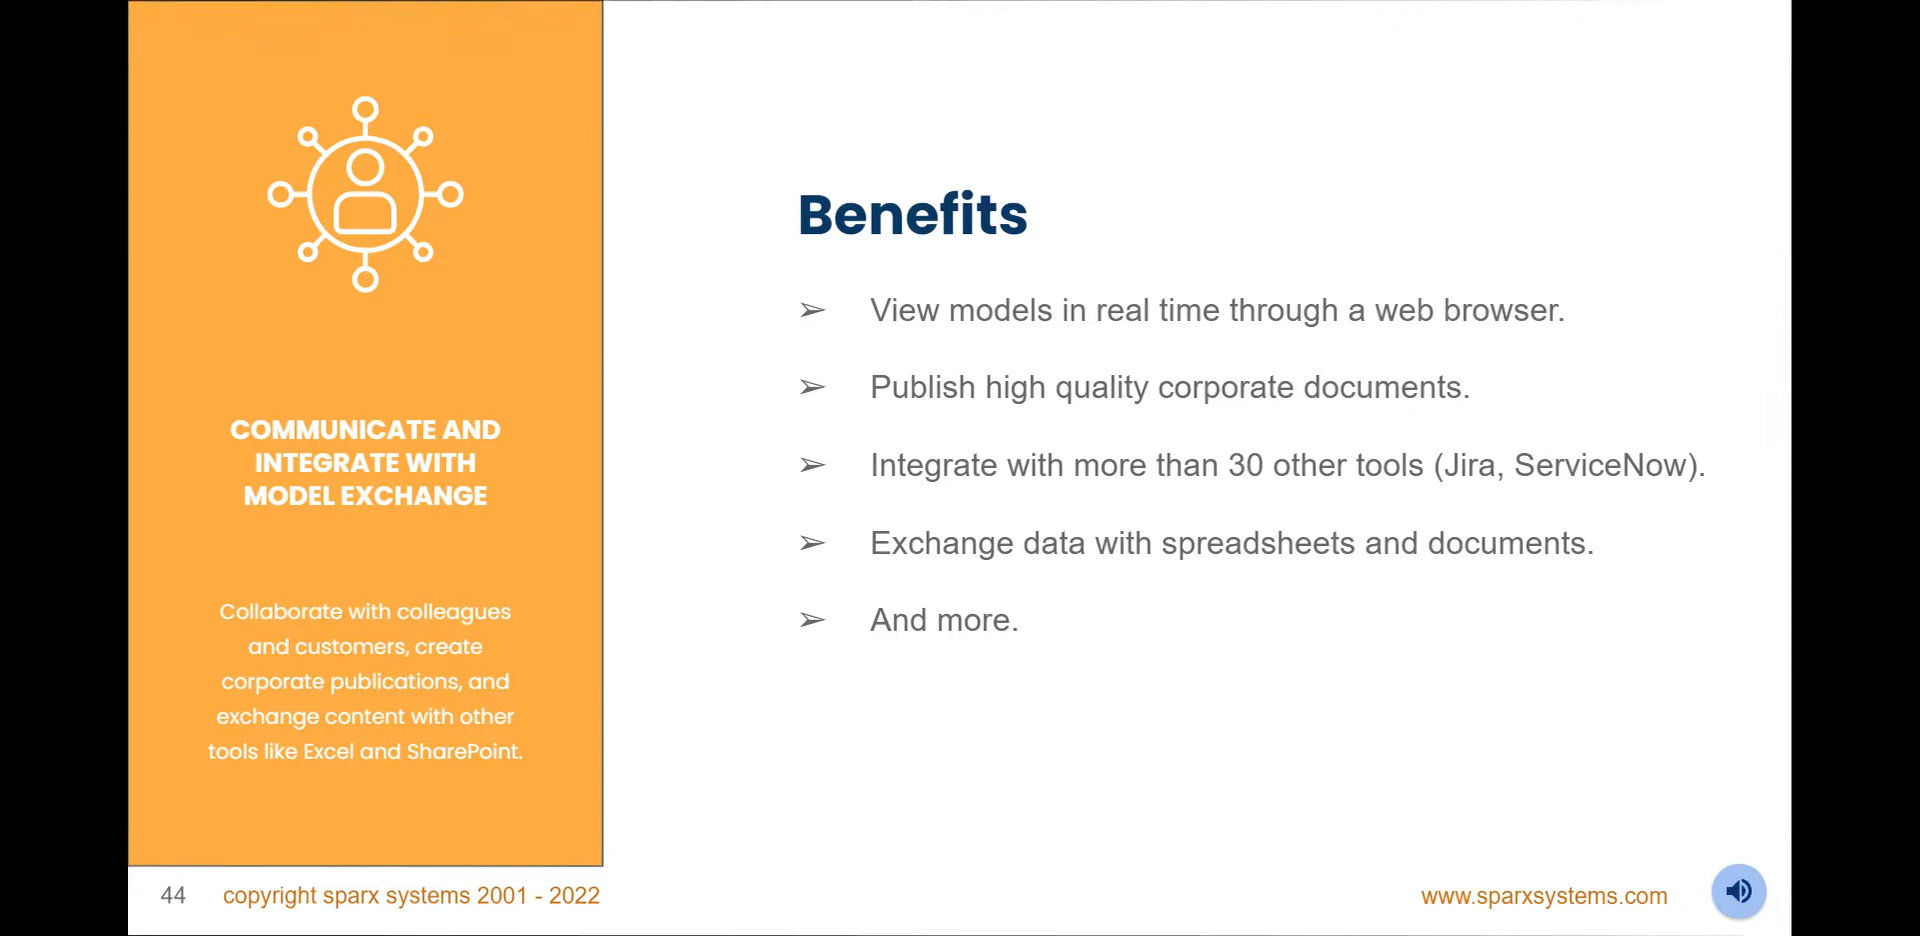 COMMUNICATE AND
INTEGRATE WITH
MODEL EXCHANGE
Collaborate with colleagues
and customers, create
corporate publications, and
exchange content with other
tools like Excel and SharePoint.
Benefits
➢ View models in real time through a web browser.
➢ Publish high quality corporate documents.
➢ Integrate with more than 30 other tools (Jira, ServiceNow).
➢ Exchange data with spreadsheets and documents.
➢ And more.
44 copyright sparx systems 2001 - 2022
www.sparxsystems.com